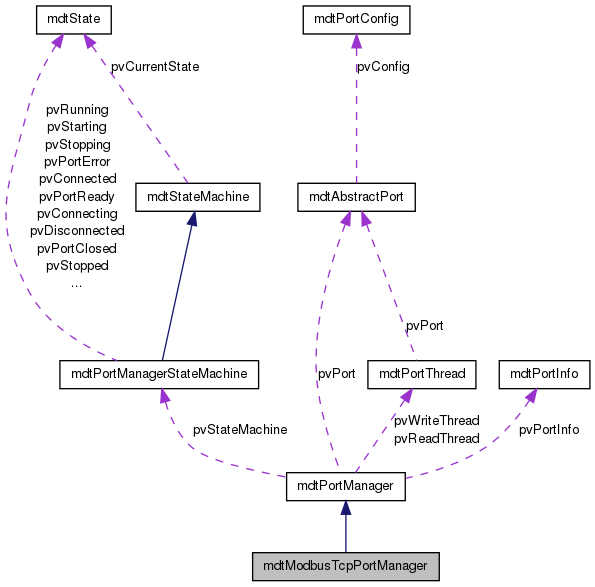 mdtState
mdtPortConfig
pvCurrentState
pvConfig
pvRunning
pvStarting
pvStopping
pvPortError
pvConnected
pvPortReady
pvConnecting
pvDisconnected
pvPortClosed
pvStopped
...
mdtStateMachine
mdtAbstractPort
pvPort
pvPort
mdtPortManagerStateMachine
mdtPortThread
mdtPortInfo
pvStateMachine
pvWriteThread
pvReadThread
pvPortInfo
mdtPortManager
mdtModbusTcpPortManager